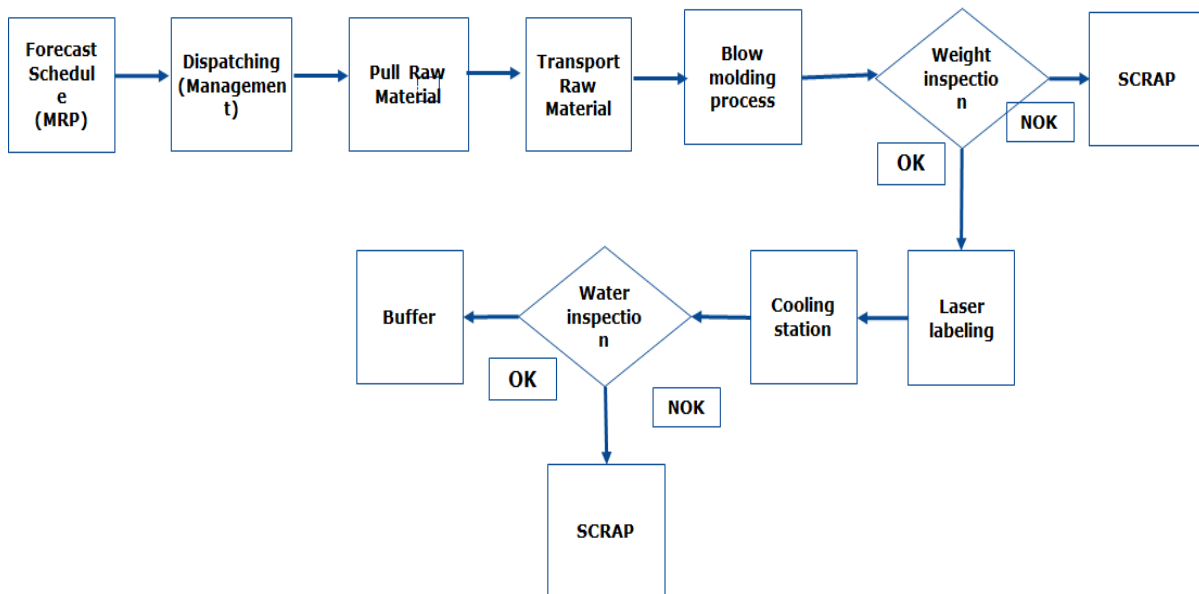 Forecast
Schedul
e
(MRP)
Dispatching
(Managemen
t)
Pull Raw
Material
Transport
Raw
Material
Blow
molding
process
Weight
inspectio
n
SCRAP
NOK
OK
Buffer
Water
inspectio
n
Cooling
station
Laser
labeling
OK
NOK
SCRAP